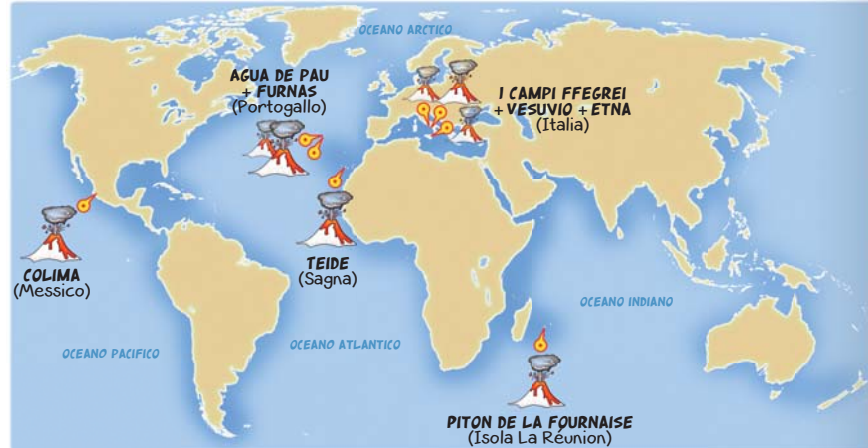 OCEANO ARCTICO
AGUA DE PAU
+ FURNAS
(Portogallo)
I CAMPI FFEGREI
+ VESUVIO + ETNA
(Italia)
COLIMA
(Messico)
TEIDE
(Sagna)
OCEANO INDIANO
OCEANO PACIFICO
OCEANO ATLANTICO
PITON DE LA FOURNAISE
(Isola La Réunion)